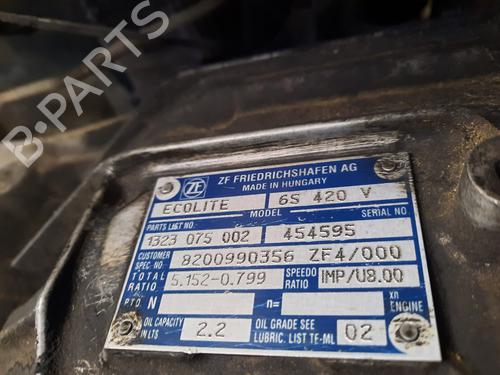 B-PARTS
ZF
ZF FRIEDRICHSHAFEN AG
MADE IN HUNGARY
ECOLITE 6S 420 V
MODEL
PARTS LIST NO. SERIAL NO
1323 075 002 454595
CUSTOMER SPEC. NO. 8200990356 ZF4/000
TOTAL RATIO 5.152-0.799 SPEEDO RATIO IMP/U8.00
P.T.O. N n= xn ENGINE
OIL CAPACITY IN LTS 2.2 OIL GRADE SEE LUBRIC. LIST TE-ML 02